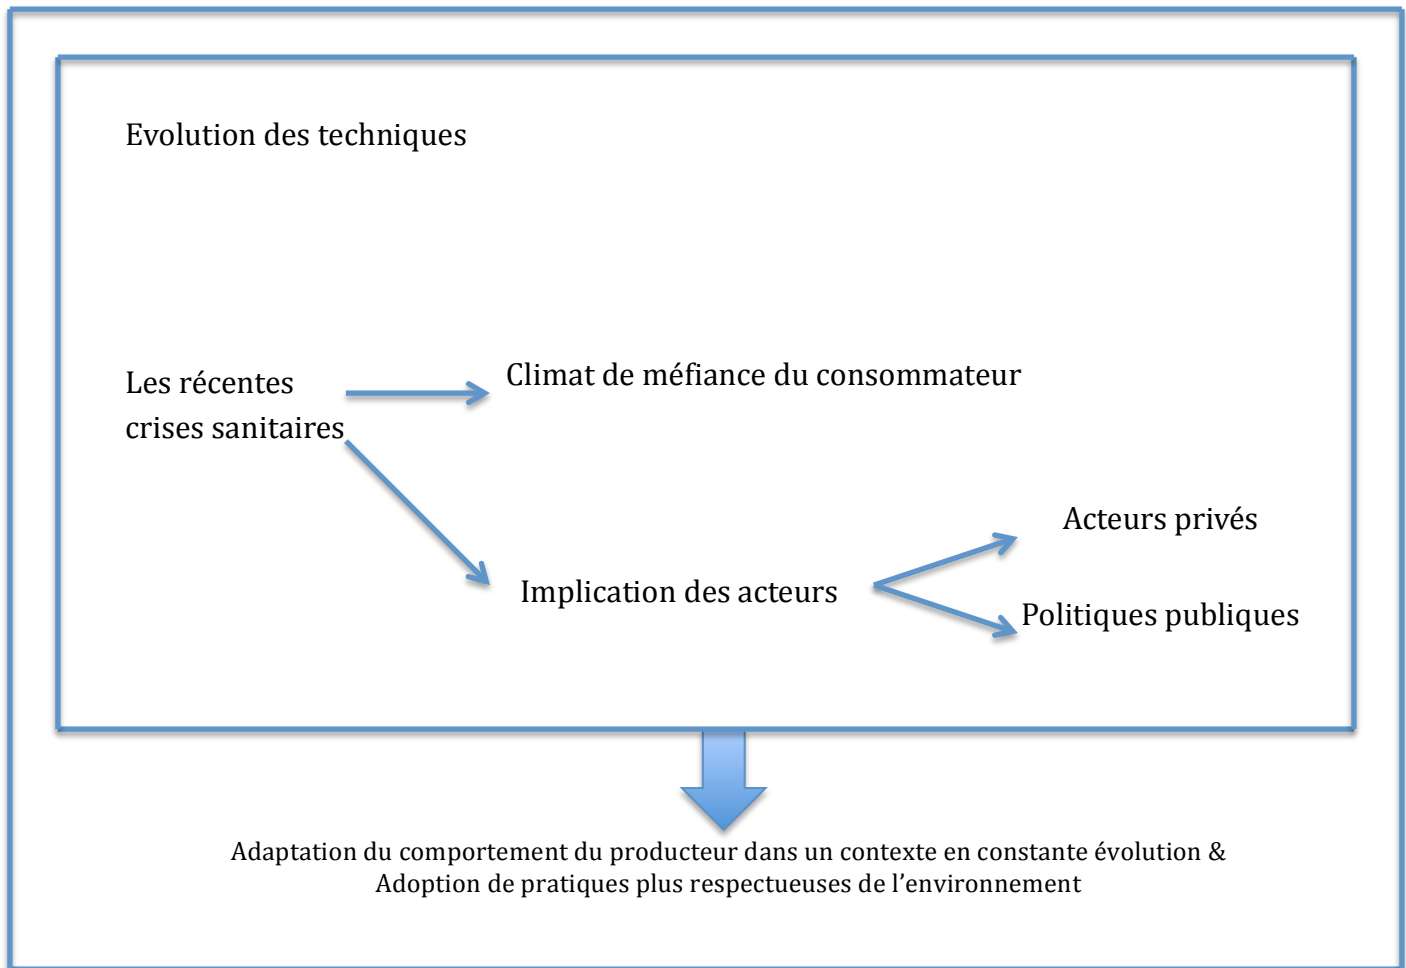 Evolution des techniques
Les récentes
crises sanitaires
Climat de méfiance du consommateur
Implication des acteurs
Acteurs privés
Politiques publiques
Adaptation du comportement du producteur dans un contexte en constante évolution &
Adoption de pratiques plus respectueuses de l’environnement